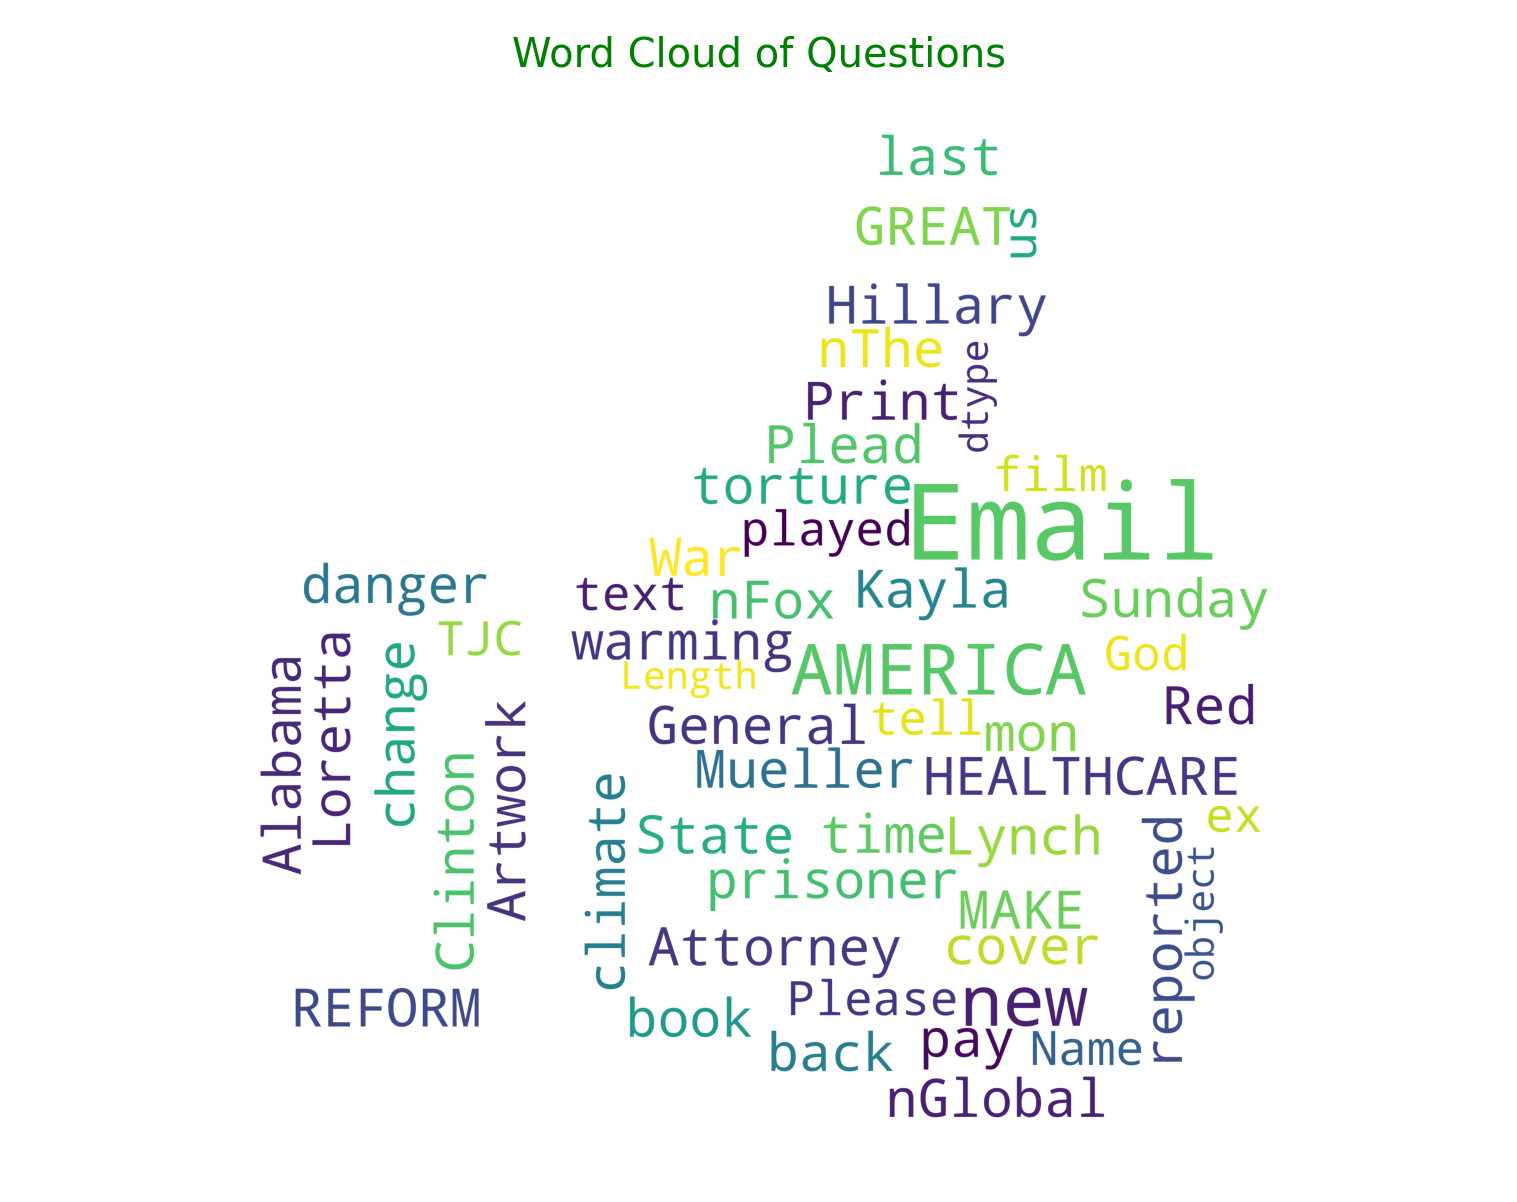 Word Cloud of Questions
last
GREAT
us
Hillary
nThe
dtype
Print
Plead
film
torture
Email
played
War
danger
text
nFox
Kayla
Sunday
TJC
warming
God
Length
AMERICA
Alabama
Loretta
change
Red
General
tell
mon
Artwork
Clinton
Mueller
HEALTHCARE
climate
State
time
Lynch
ex
reported
object
prisoner
MAKE
Attorney
cover
REFORM
Please
new
book
back
pay
Name
nGlobal